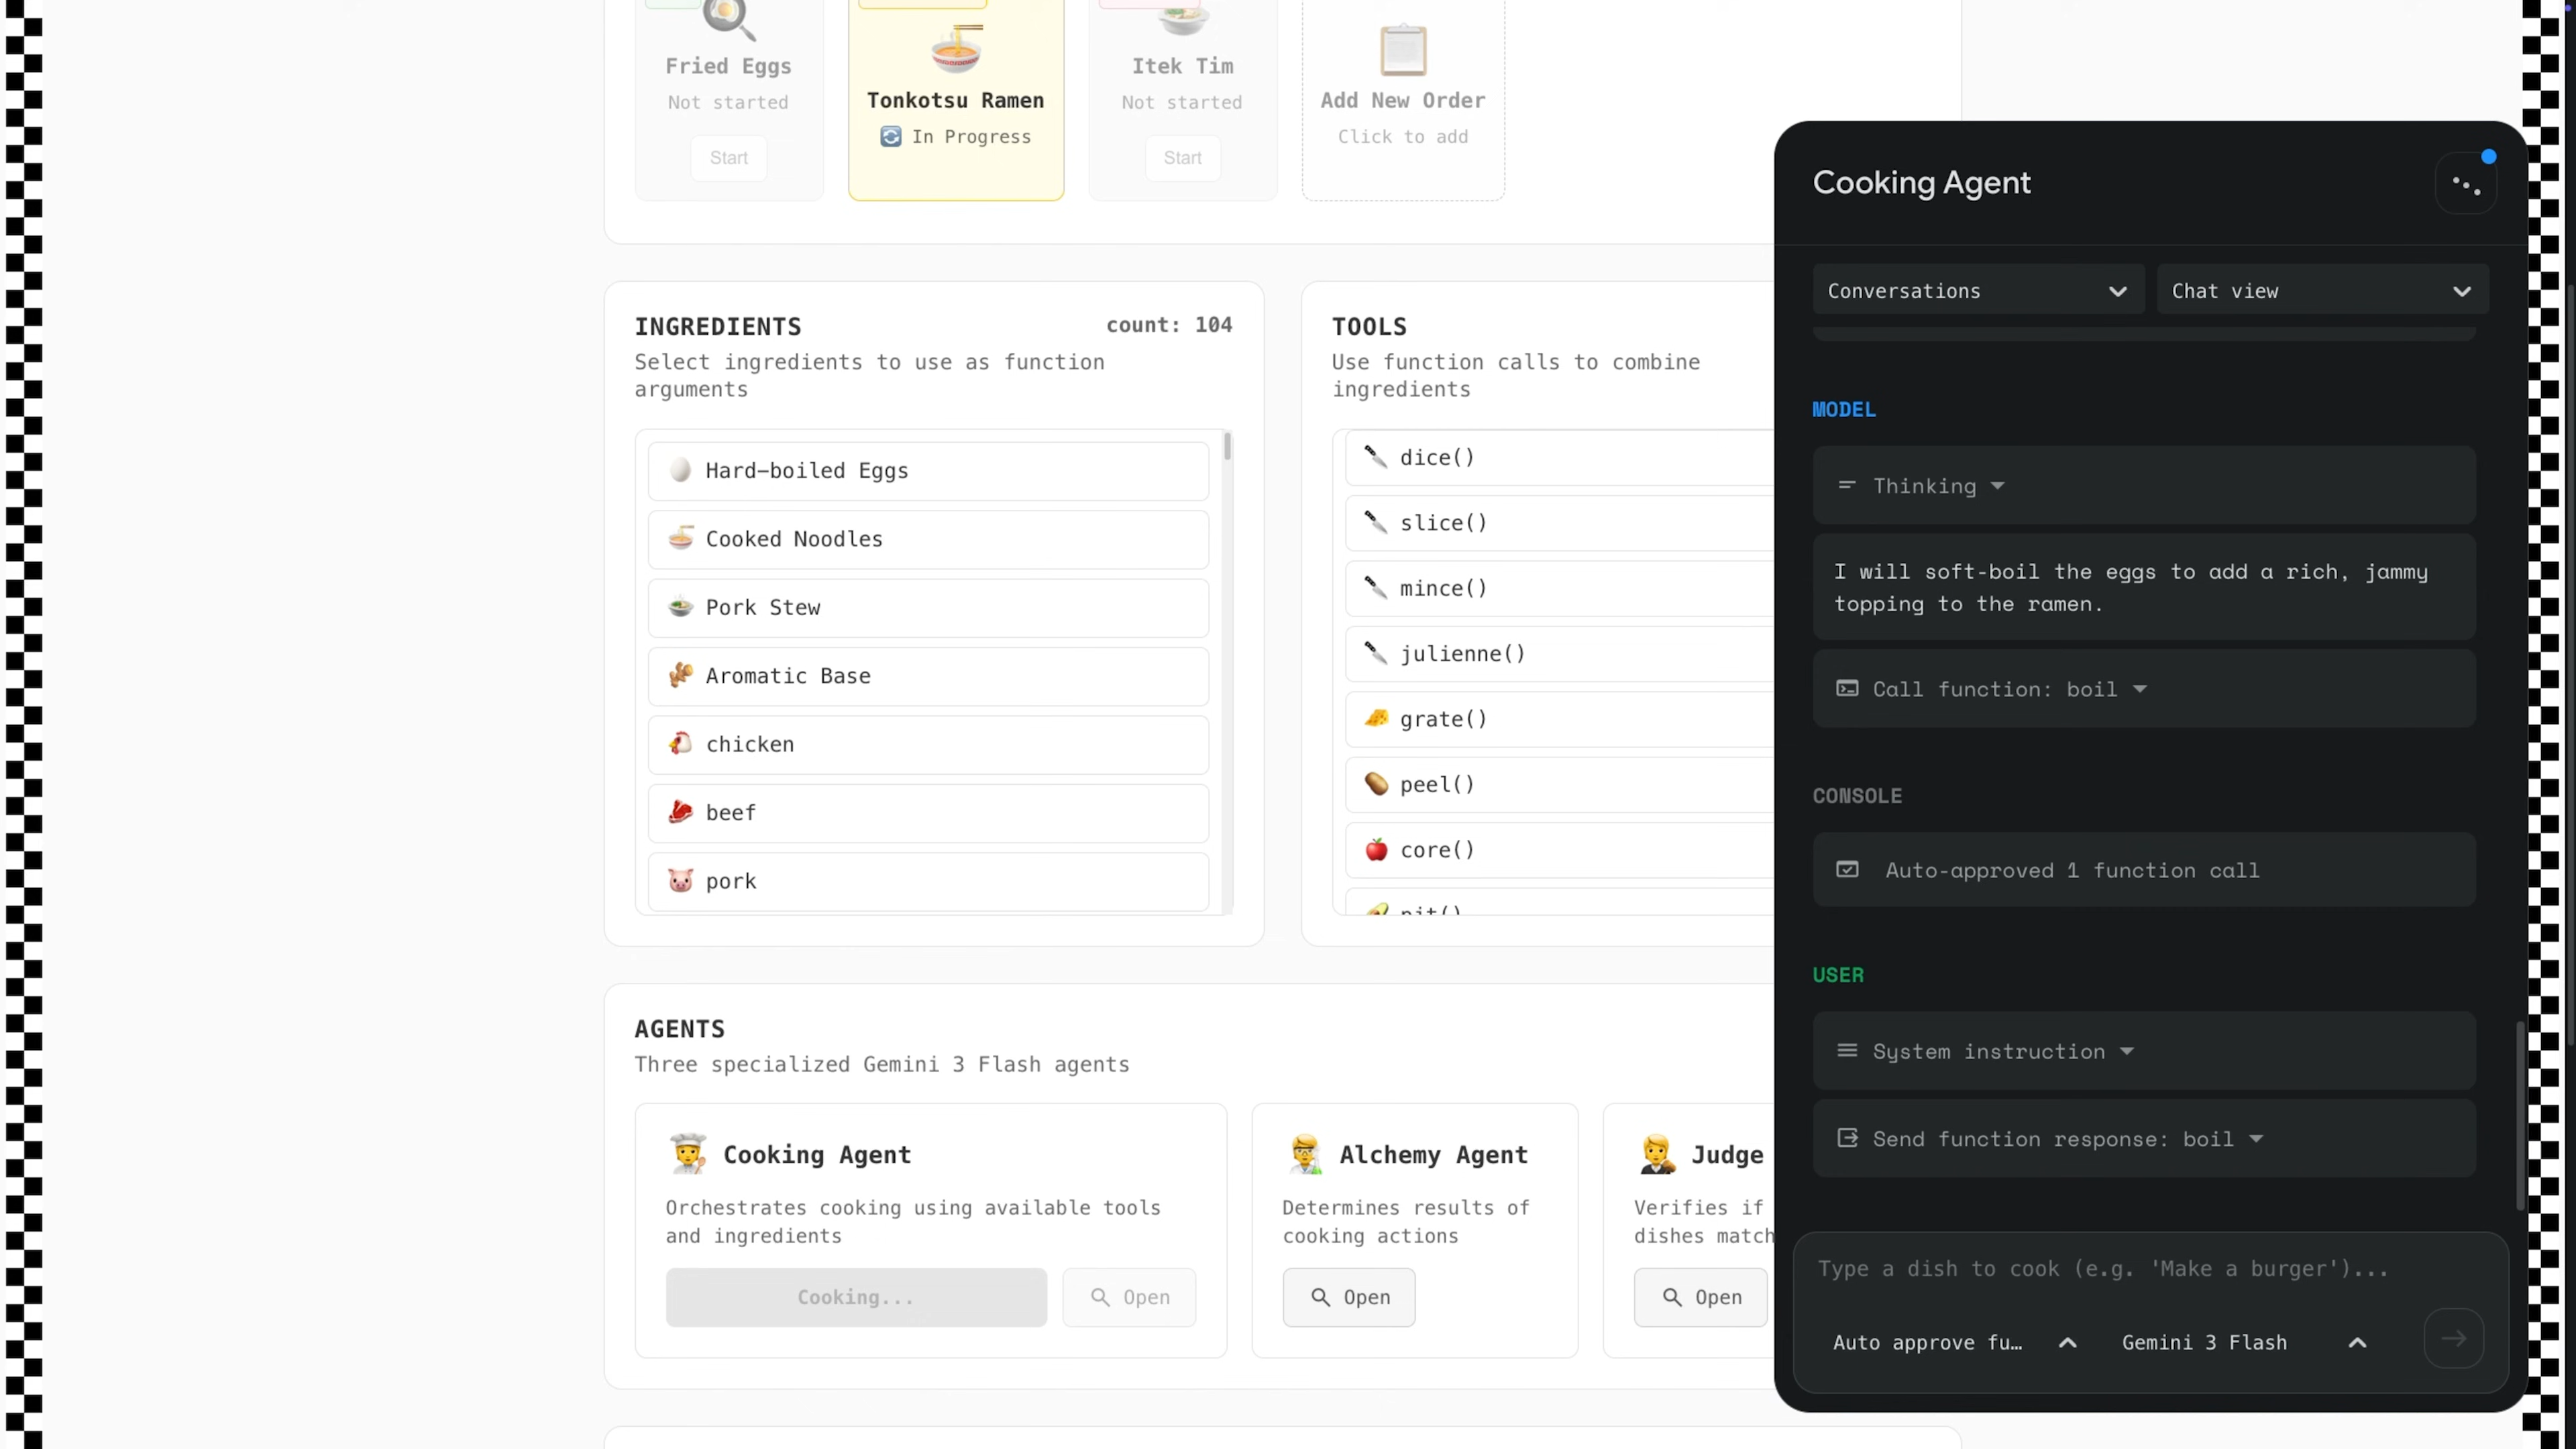 Fried Eggs
Not started
Start
Tonkotsu Ramen
In Progress
Itek Tim
Not started
Start
Add New Order
Click to add
INGREDIENTS
count: 104
Select ingredients to use as function
arguments
Hard–boiled Eggs
Cooked Noodles
Pork Stew
Aromatic Base
chicken
beef
pork
TOOLS
Use function calls to combine
ingredients
dice()
slice()
mince()
julienne()
grate()
peel()
core()
pit()
AGENTS
Three specialized Gemini 3 Flash agents
Cooking Agent
Orchestrates cooking using available tools
and ingredients
Cooking...
Open
Alchemy Agent
Determines results of
cooking actions
Open
Judge
Verifies if
dishes match
Open
Cooking Agent
Conversations
Chat view
MODEL
Thinking
I will soft-boil the eggs to add a rich, jammy
topping to the ramen.
Call function: boil
CONSOLE
Auto-approved 1 function call
USER
System instruction
Send function response: boil
Type a dish to cook (e.g. 'Make a burger')...
Auto approve fu…
Gemini 3 Flash